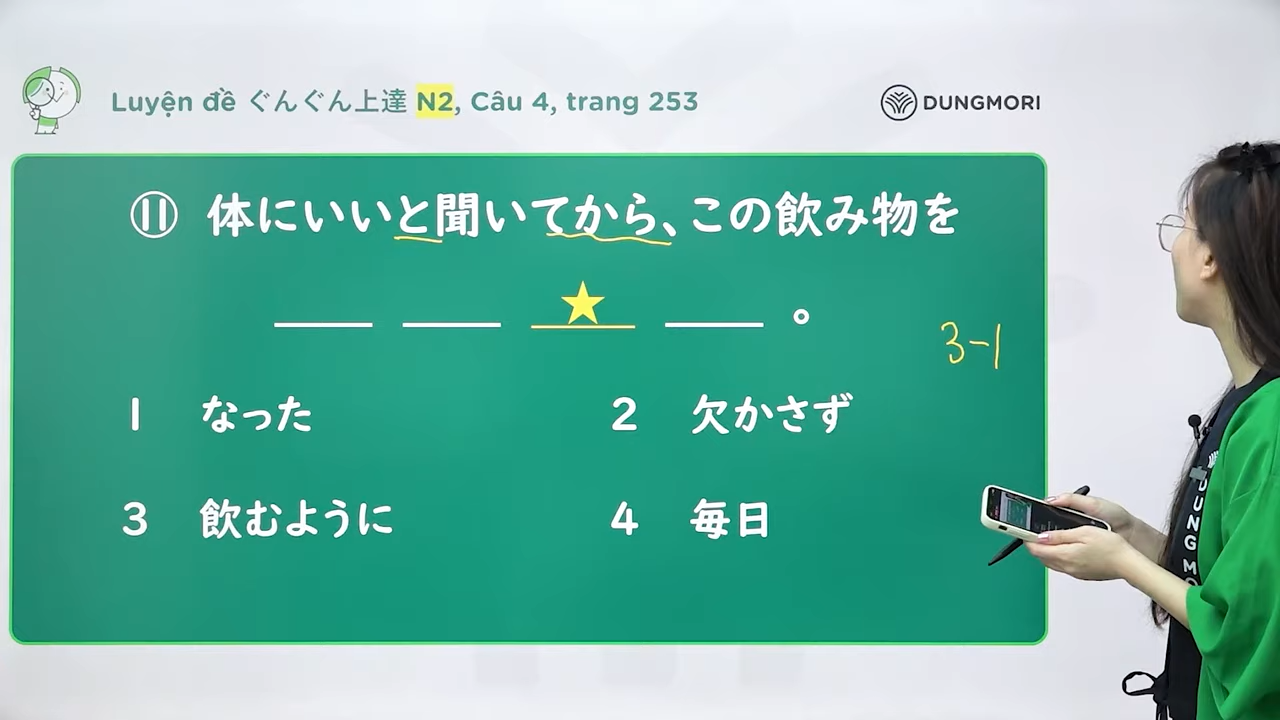 Luyện đề ぐんぐん上達 N2, Câu 4, trang 253
DUNGMORI
⑪ 体にいいと聞いてから、この飲み物を
★ 。
3-1
1 なった
2 欠かさず
3 飲むように
4 毎日